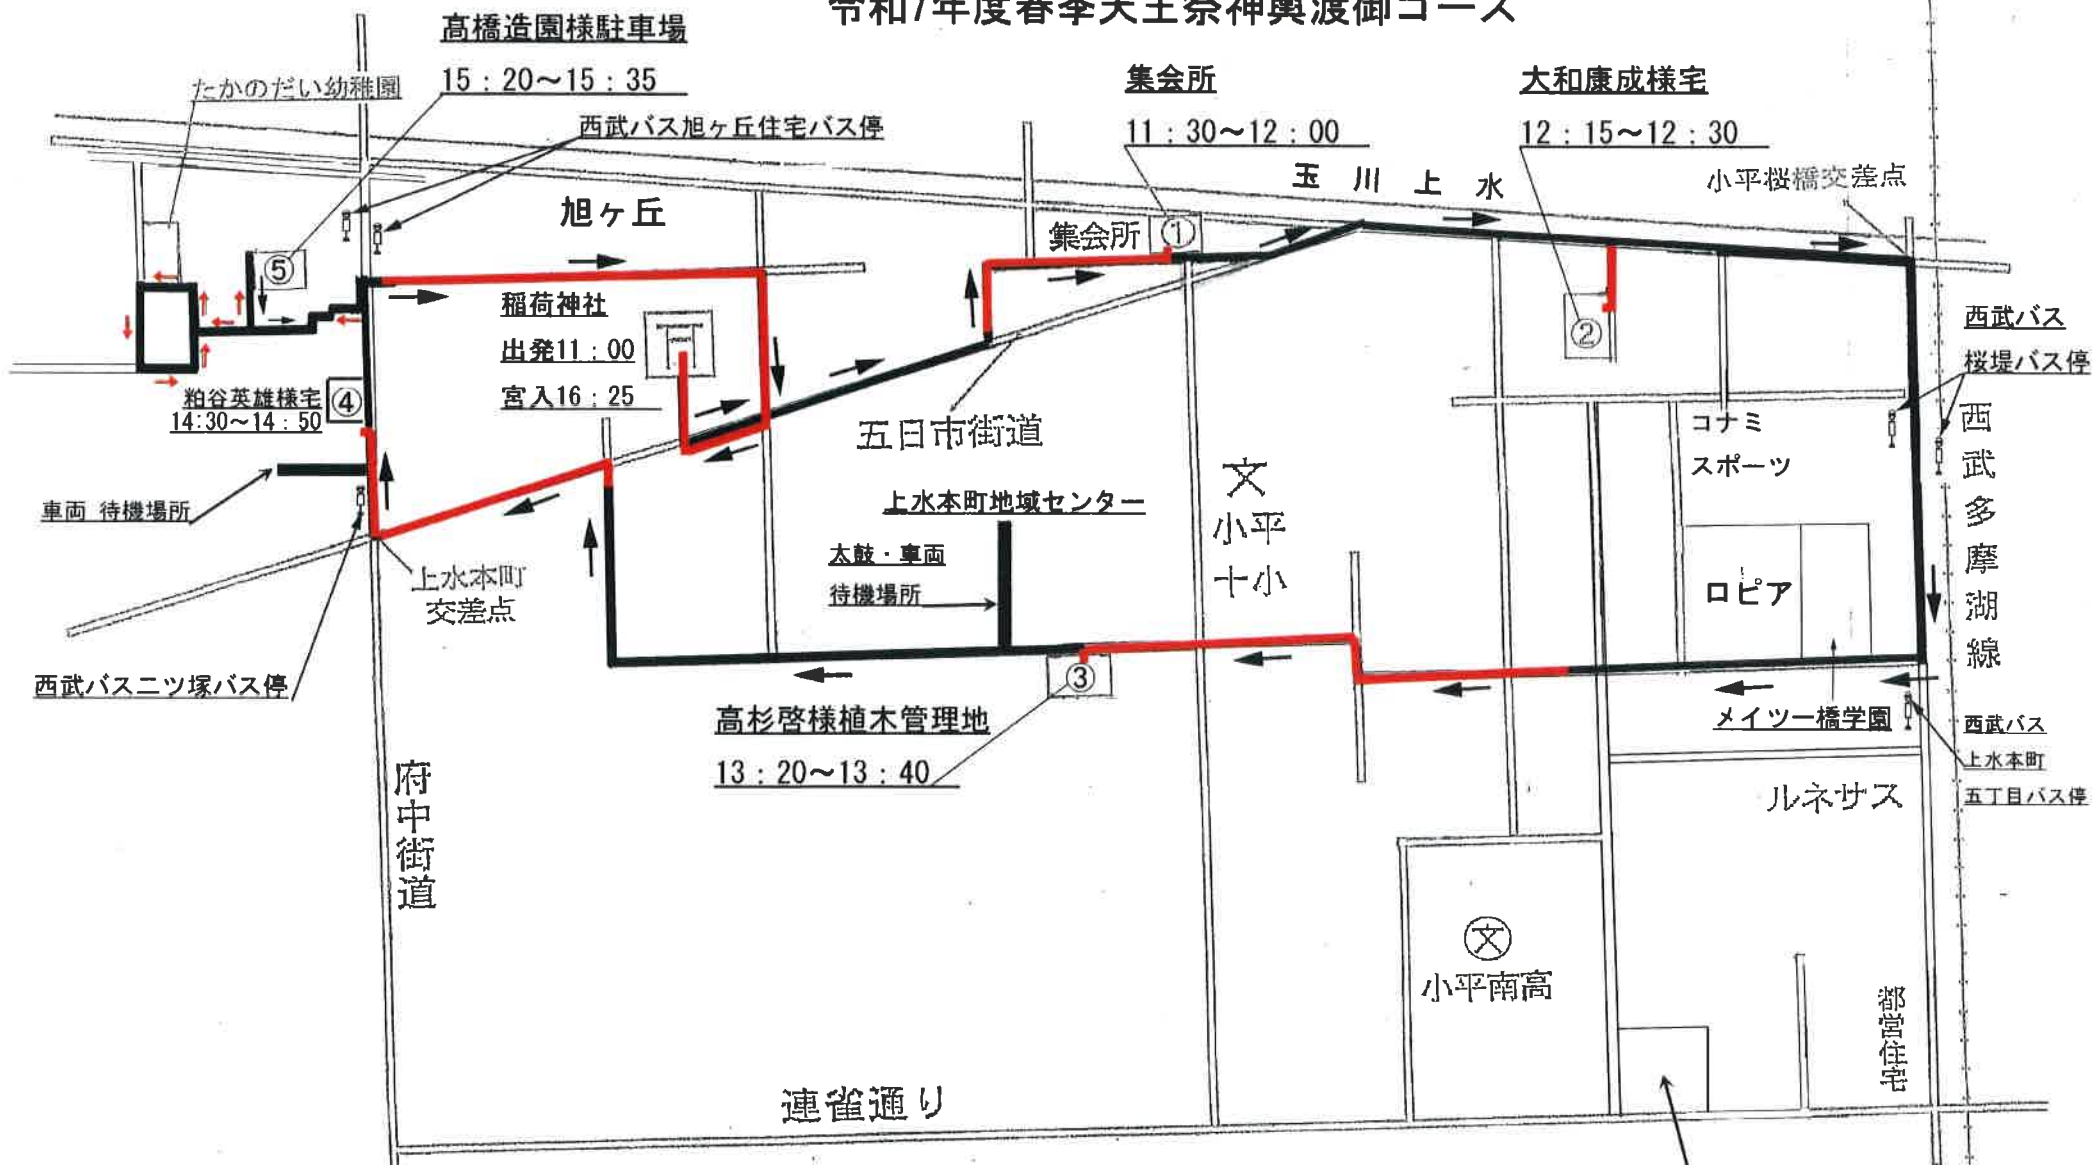 令和7年度春季天王祭神輿渡御コース
髙橋造園様駐車場
15：20～15：35
たかのだい幼稚園
西武バス旭ヶ丘住宅バス停
集会所
11：30～12：00
大和康成様宅
12：15～12：30
玉川上水
小平桜橋交差点
旭ヶ丘
集会所
①
⑤
稲荷神社
出発11：00
宮入16：25
②
西武バス
桜堤バス停
粕谷英雄様宅
14:30～14：50
④
五日市街道
コナミ
スポーツ
西武多摩湖線
車両 待機場所
上水本町地域センター
太鼓・車両
待機場所
文
小平
十小
上水本町
交差点
ロピア
西武バス二ツ塚バス停
③
高杉啓様植木管理地
13：20～13：40
メイツ一橋学園
西武バス
上水本町
五丁目バス停
府中街道
ルネサス
文
小平南高
都営住宅
連雀通り